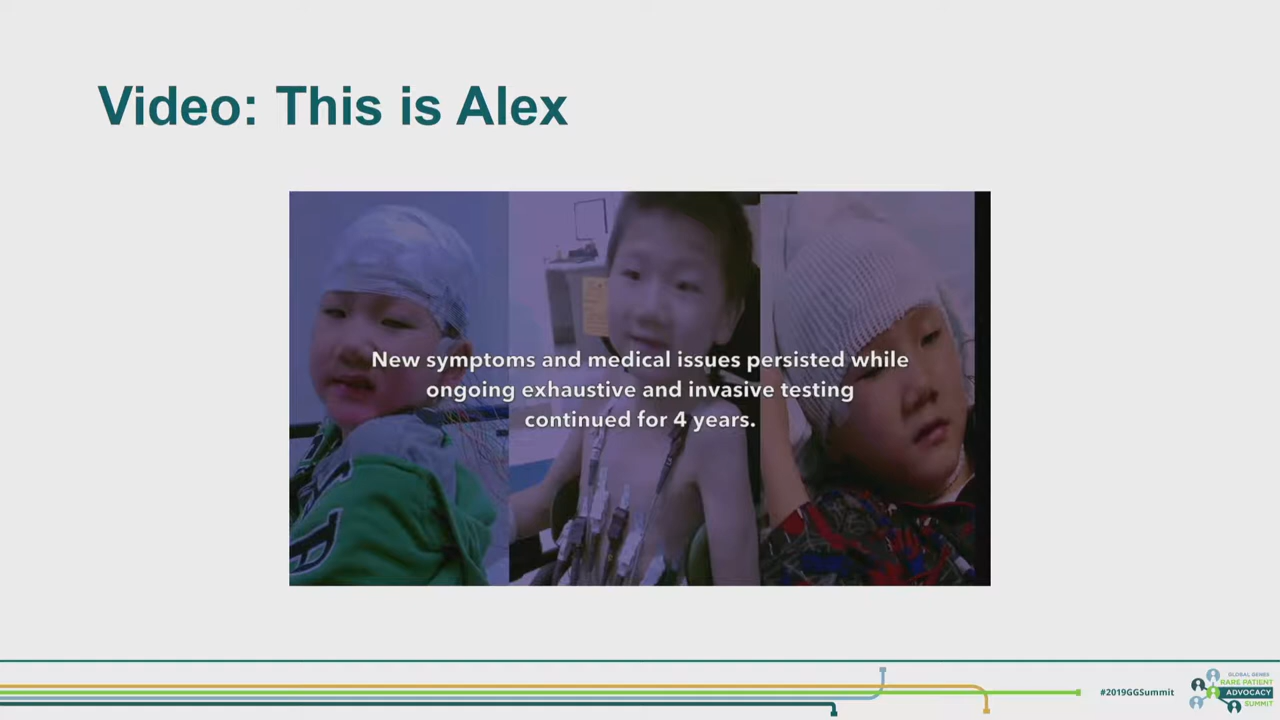 Video: This is Alex
New symptoms and medical issues persisted while
ongoing exhaustive and invasive testing
continued for 4 years.
#2019GGSummit
GLOBAL GENES
RARE PATIENT
ADVOCACY
SUMMIT